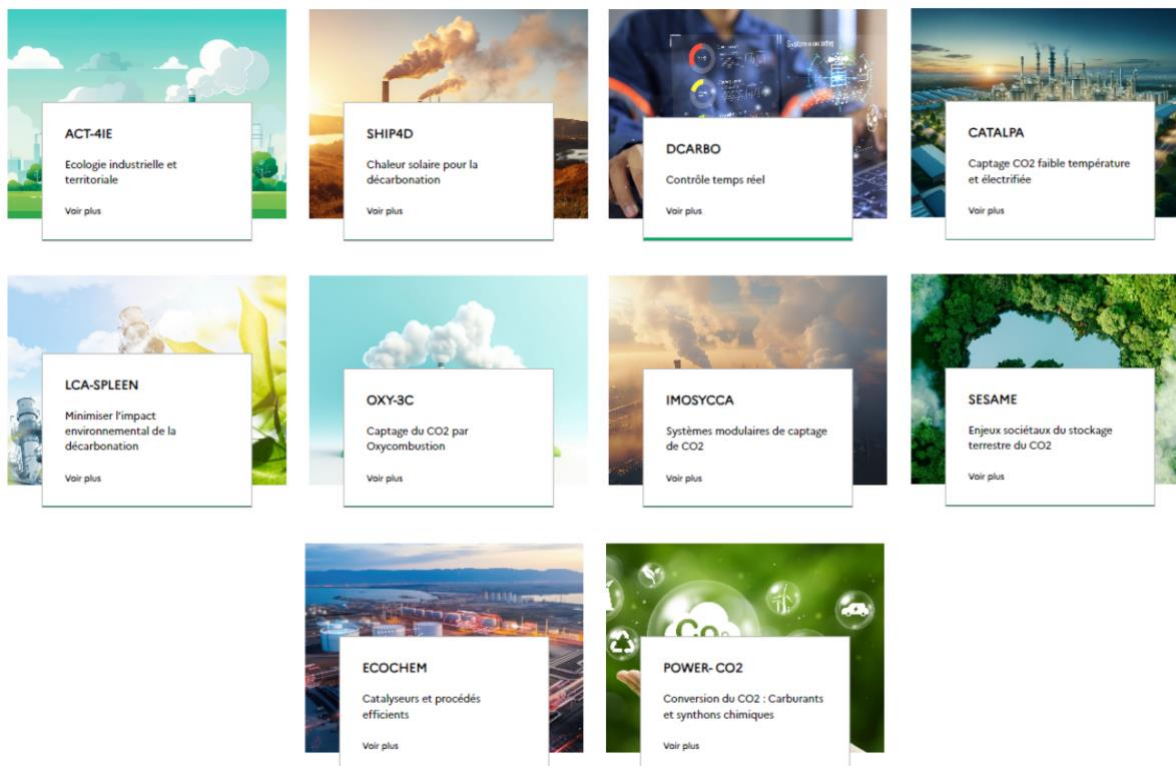 ACT-4IE
Ecologie industrielle et
territoriale
Voir plus
SHIP4D
Chaleur solaire pour la
décarbonation
Voir plus
DCARBO
Contrôle temps réel
Voir plus
CATALPA
Captage CO2 faible température
et électrifiée
Voir plus
LCA-SPLEEN
Minimiser l'impact
environnemental de la
décarbonation
Voir plus
OXY-3C
Captage du CO2 par
Oxycombustion
Voir plus
IMOSYCCA
Systèmes modulaires de captage
de CO2
Voir plus
SESAME
Enjeux sociétaux du stockage
terrestre du CO2
Voir plus
ECOCHEM
Catalyseurs et procédés
efficients
Voir plus
CO2
POWER- CO2
Conversion du CO2 : Carburants
et synthons chimiques
Voir plus